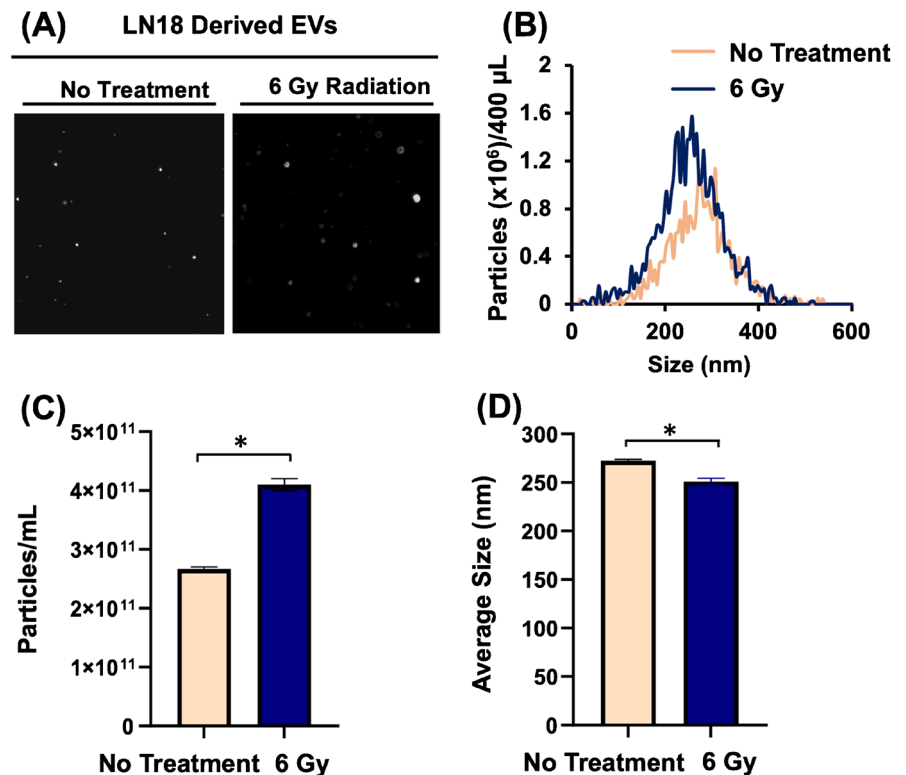 (A)
LN18 Derived EVs
No Treatment
6 Gy Radiation
(B)
No Treatment
6 Gy
Particles (x10⁶)/400 µL
2
1.6
1.2
0.8
0.4
0
0
200
400
600
Size (nm)
(C)
Particles/mL
5×10¹¹
4×10¹¹
3×10¹¹
2×10¹¹
1×10¹¹
0
*
No Treatment
6 Gy
(D)
Average Size (nm)
300
250
200
150
100
50
0
*
No Treatment
6 Gy